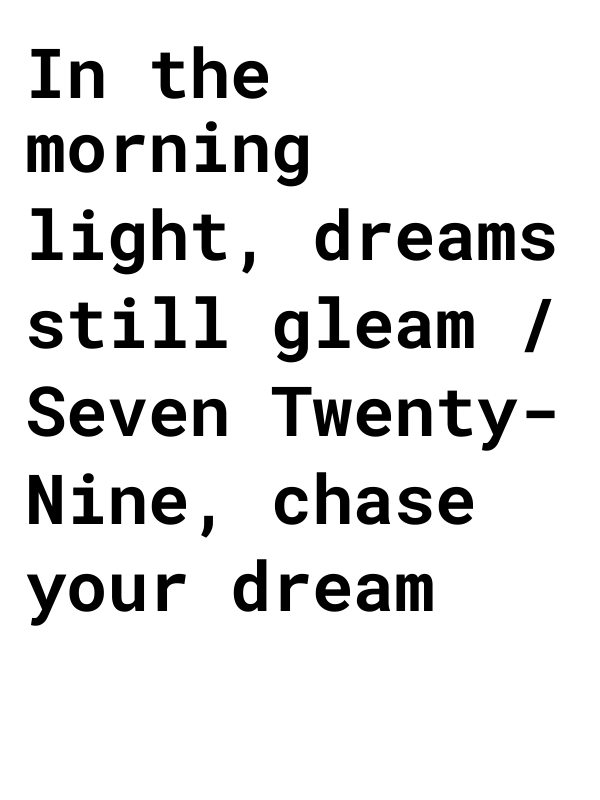 In the
morning
light, dreams
still gleam /
Seven Twenty-
Nine, chase
your dream